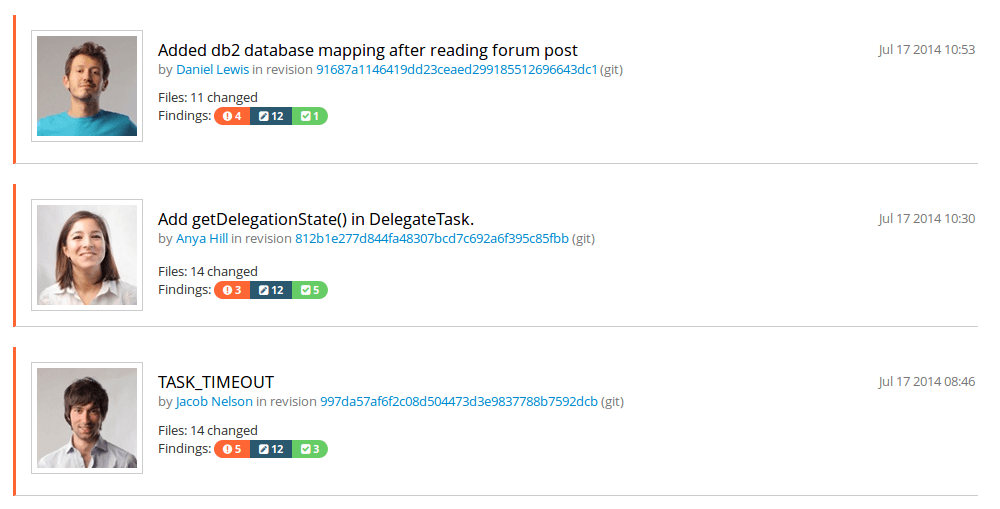 Added db2 database mapping after reading forum post Jul 17 2014 10:53
by Daniel Lewis in revision 91687a1146419dd23ceaed299185512696643dc1 (git)
Files: 11 changed
Findings: 4 12 1
Add getDelegationState() in DelegateTask. Jul 17 2014 10:30
by Anya Hill in revision 812b1e277d844fa48307bcd7c692a6f395c85fbb (git)
Files: 14 changed
Findings: 3 12 5
TASK_TIMEOUT Jul 17 2014 08:46
by Jacob Nelson in revision 997da57af6f2c08d504473d3e9837788b7592dcb (git)
Files: 14 changed
Findings: 5 12 3